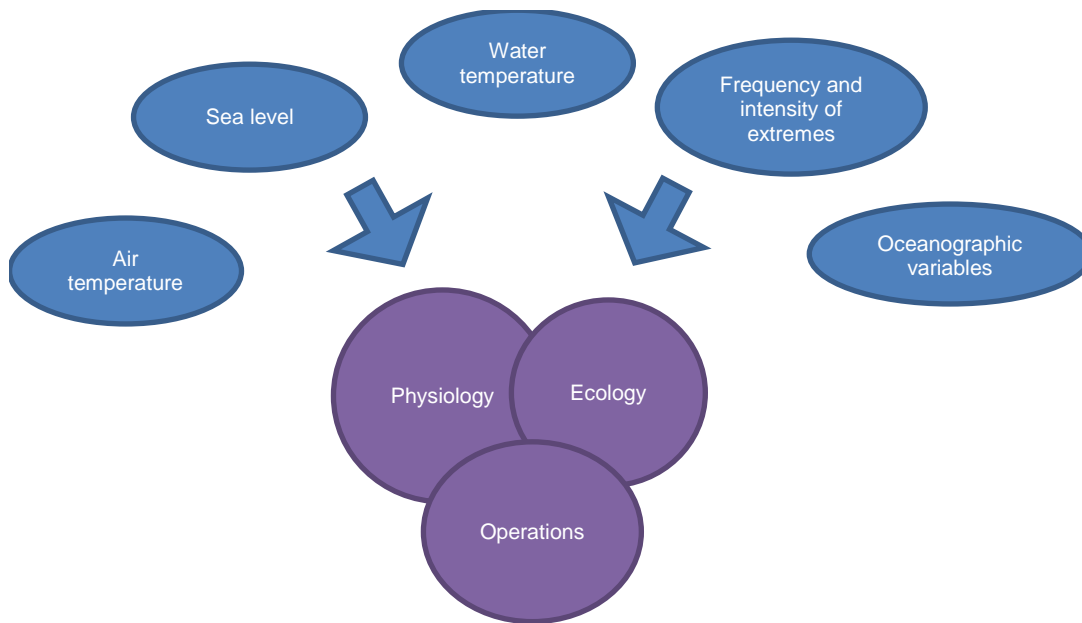 Water
temperature
Frequency and
intensity of
extremes
Sea level
Air
temperature
Oceanographic
variables
Physiology
Ecology
Operations